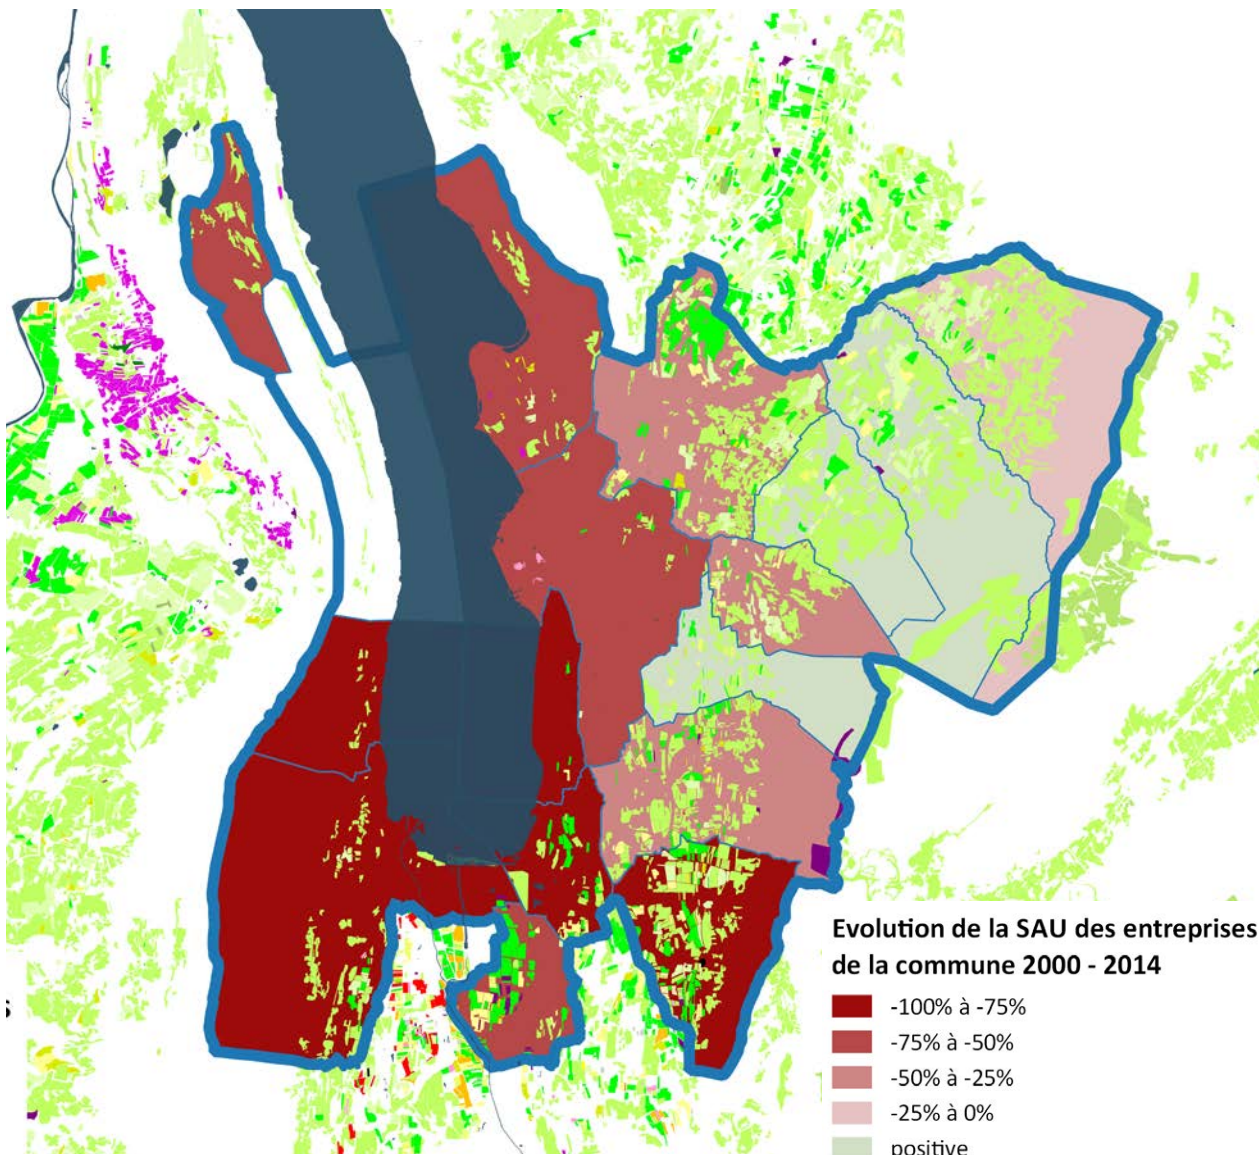 Evolution de la SAU des entreprises
de la commune 2000 - 2014
-100% à -75%
-75% à -50%
-50% à -25%
-25% à 0%
positive
s